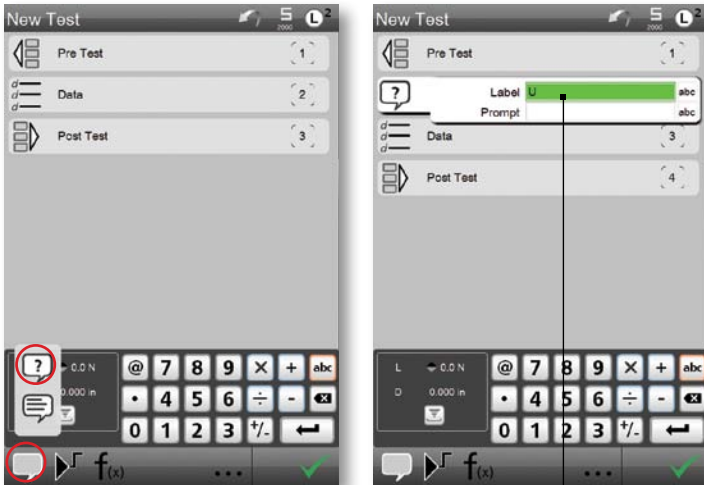 New Test
S
2000
L 2
Pre Test
1
d
d
d
Data
2
Post Test
3
?
0.0 N
0.000 in
@ 7 8 9 × + abc
• 4 5 6 ÷ -
0 1 2 3 +/-
f(x)
...
New Test
S
2000
L 2
Pre Test
1
?
Label U abc
Prompt abc
d
d
d
Data
3
Post Test
4
L 0.0 N
D 0.000 in
@ 7 8 9 × + abc
• 4 5 6 ÷ -
0 1 2 3 +/-
f(x)
...